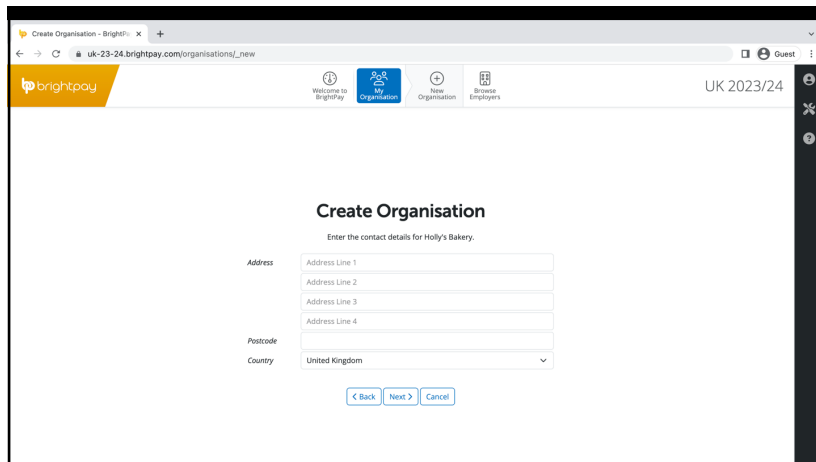 Create Organisation - BrightPa
uk-23-24.brightpay.com/organisations/_new
Guest
brightpay
Welcome to
BrightPay
My
Organisation
New
Organisation
Browse
Employers
UK 2023/24
Create Organisation
Enter the contact details for Holly's Bakery.
Address
Address Line 1
Address Line 2
Address Line 3
Address Line 4
Postcode
Country
United Kingdom
Back
Next
Cancel